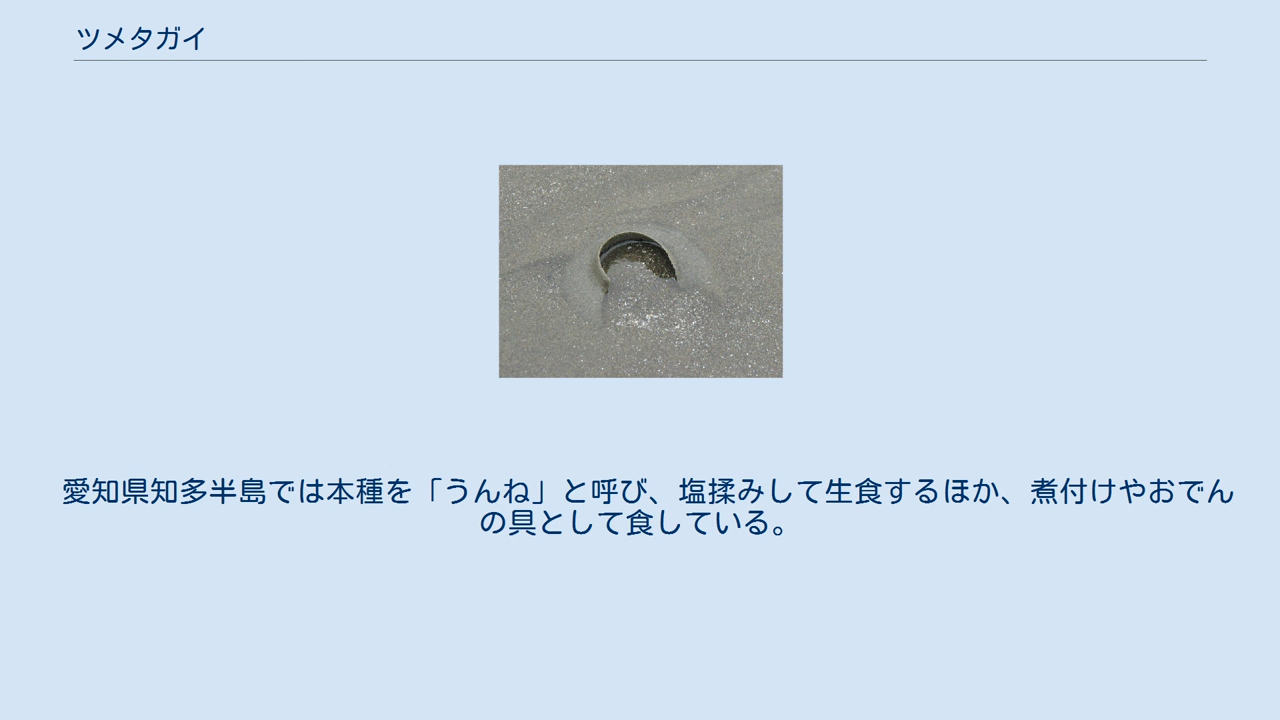 ツメタガイ
愛知県知多半島では本種を「うんね」と呼び、塩揉みして生食するほか、煮付けやおでん
の具として食している。